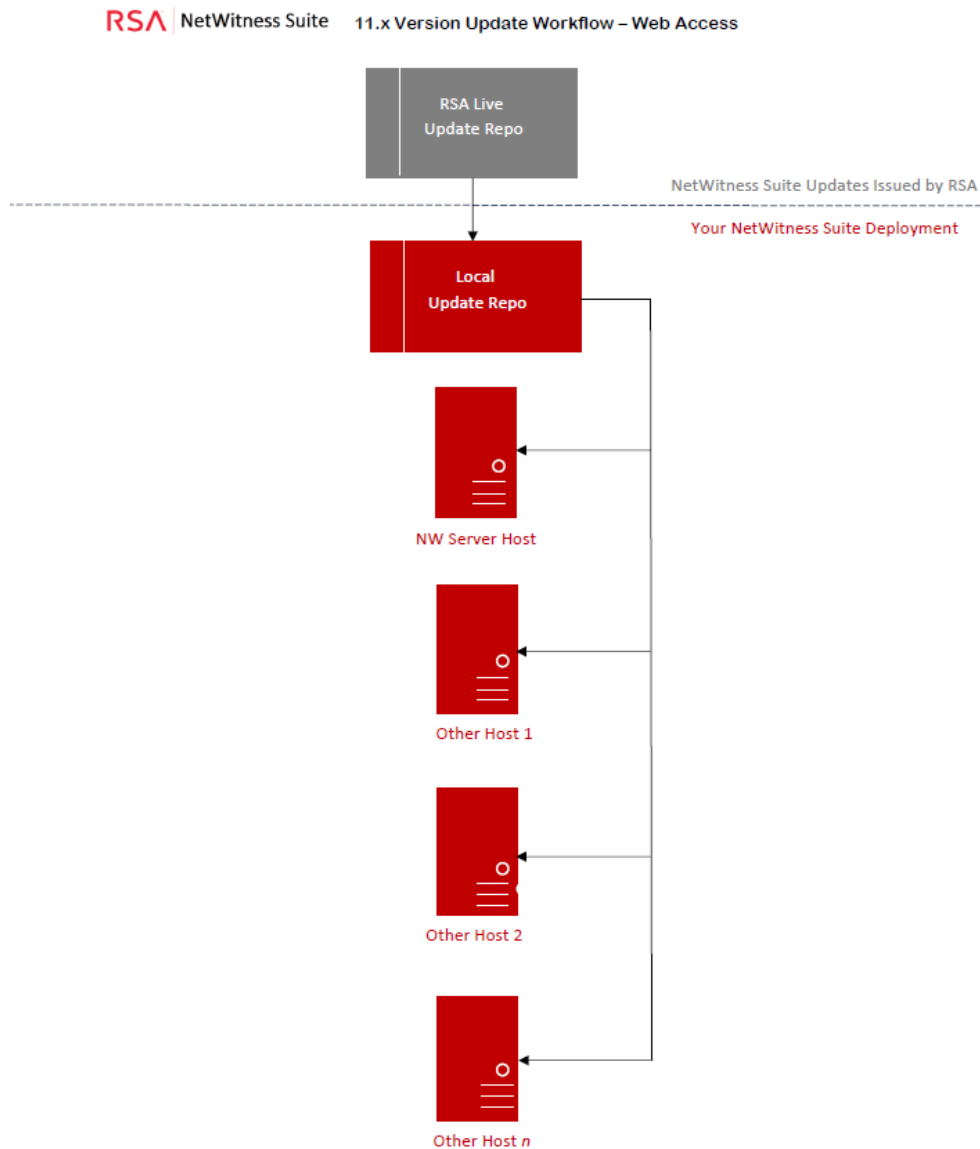 RSA NetWitness Suite 11.x Version Update Workflow – Web Access
RSA Live
Update Repo
NetWitness Suite Updates Issued by RSA
Your NetWitness Suite Deployment
Local
Update Repo
NW Server Host
Other Host 1
Other Host 2
Other Host n